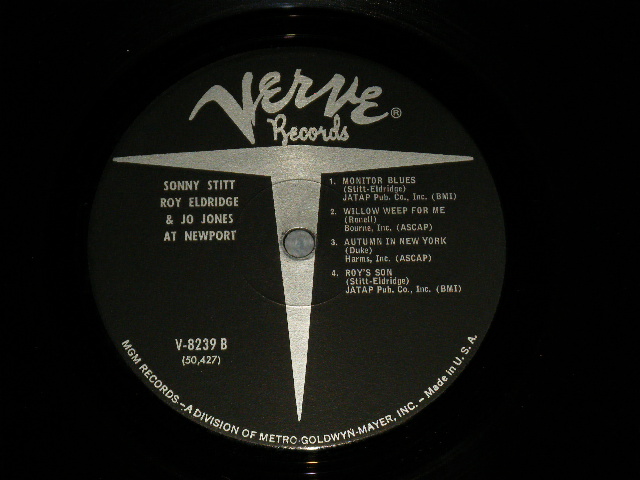 VERVE ®
Records
SONNY STITT
ROY ELDRIDGE
& JO JONES
AT NEWPORT
1. MONITOR BLUES
(Stitt-Eldridge)
JATAP Pub. Co., Inc. (BMI)
2. WILLOW WEEP FOR ME
(Ronell)
Bourne, Inc. (ASCAP)
3. AUTUMN IN NEW YORK
(Duke)
Harms, Inc. (ASCAP)
4. ROY'S SON
(Stitt-Eldridge)
JATAP Pub. Co., Inc. (BMI)
V-8239 B
(50,427)
MGM RECORDS—A DIVISION OF METRO-GOLDWYN-MAYER, INC. – Made in U. S. A.